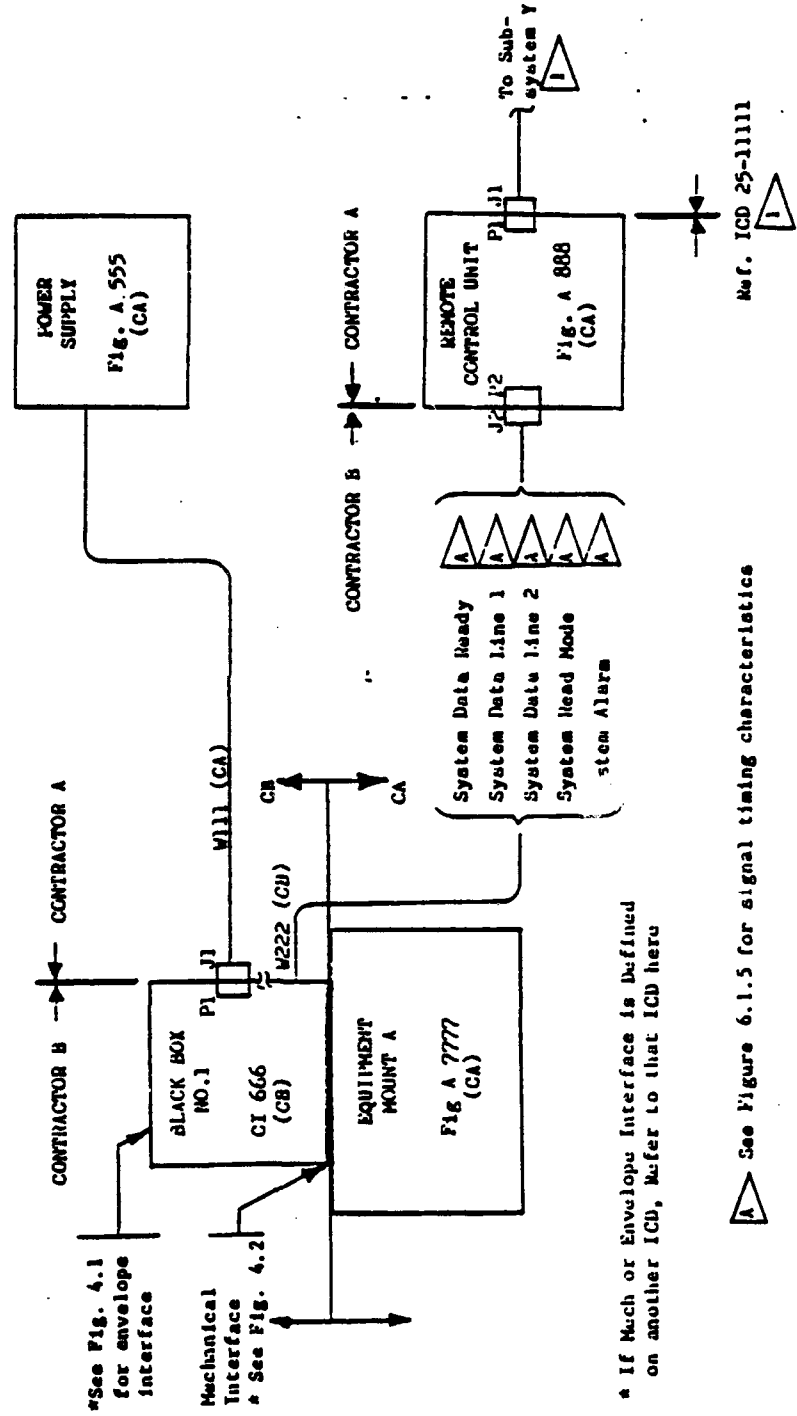 *See Fig. 4.1
for envelope
interface
Mechanical
Interface
* See Fig. 4.2
CONTRACTOR B
CONTRACTOR A
BLACK BOX
NO.1
CI 666
(CB)
P1 J1
W111 (CA)
W222
EQUIPMENT
MOUNT A
Fig A 7777
(CA)
CB
CA
POWER
SUPPLY
Fig. A 555
(CA)
CONTRACTOR B
CONTRACTOR A
System Data Ready
System Data Line 1
System Data Line 2
System Read Mode
stem Alarm
A
A
A
A
A
J2 P2
REMOTE
CONTROL UNIT
Fig. A 888
(CA)
P1 J1
To Sub-
system Y
1
Ref. ICD 25-11111
1
* If Mech or Envelope Interface is Defined
on another ICD, Refer to that ICD here
A See Figure 6.1.5 for signal timing characteristics